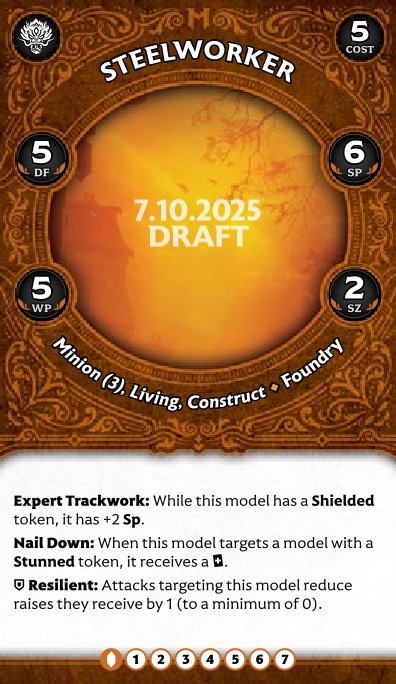 5
COST
STEELWORKER
5
DF
6
SP
7.10.2025
DRAFT
5
WP
2
SZ
Minion (3), Living, Construct ⬥ Foundry
Expert Trackwork: While this model has a Shielded
token, it has +2 Sp.
Nail Down: When this model targets a model with a
Stunned token, it receives a .
Resilient: Attacks targeting this model reduce
raises they receive by 1 (to a minimum of 0).
1 2 3 4 5 6 7